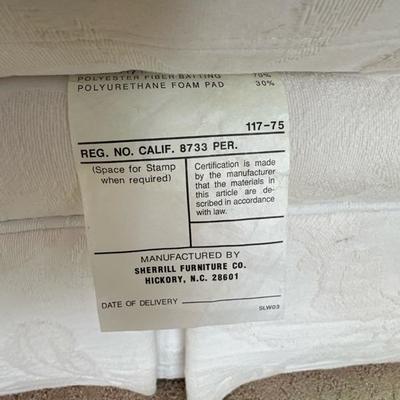 POLYESTER FIBER BATTING 70%
POLYURETHANE FOAM PAD 30%
117-75
REG. NO. CALIF. 8733 PER.
(Space for Stamp
when required)
Certification is made
by the manufacturer
that the materials in
this article are de-
scribed in accordance
with law.
MANUFACTURED BY
SHERRILL FURNITURE CO.
HICKORY, N.C. 28601
DATE OF DELIVERY
SLW03